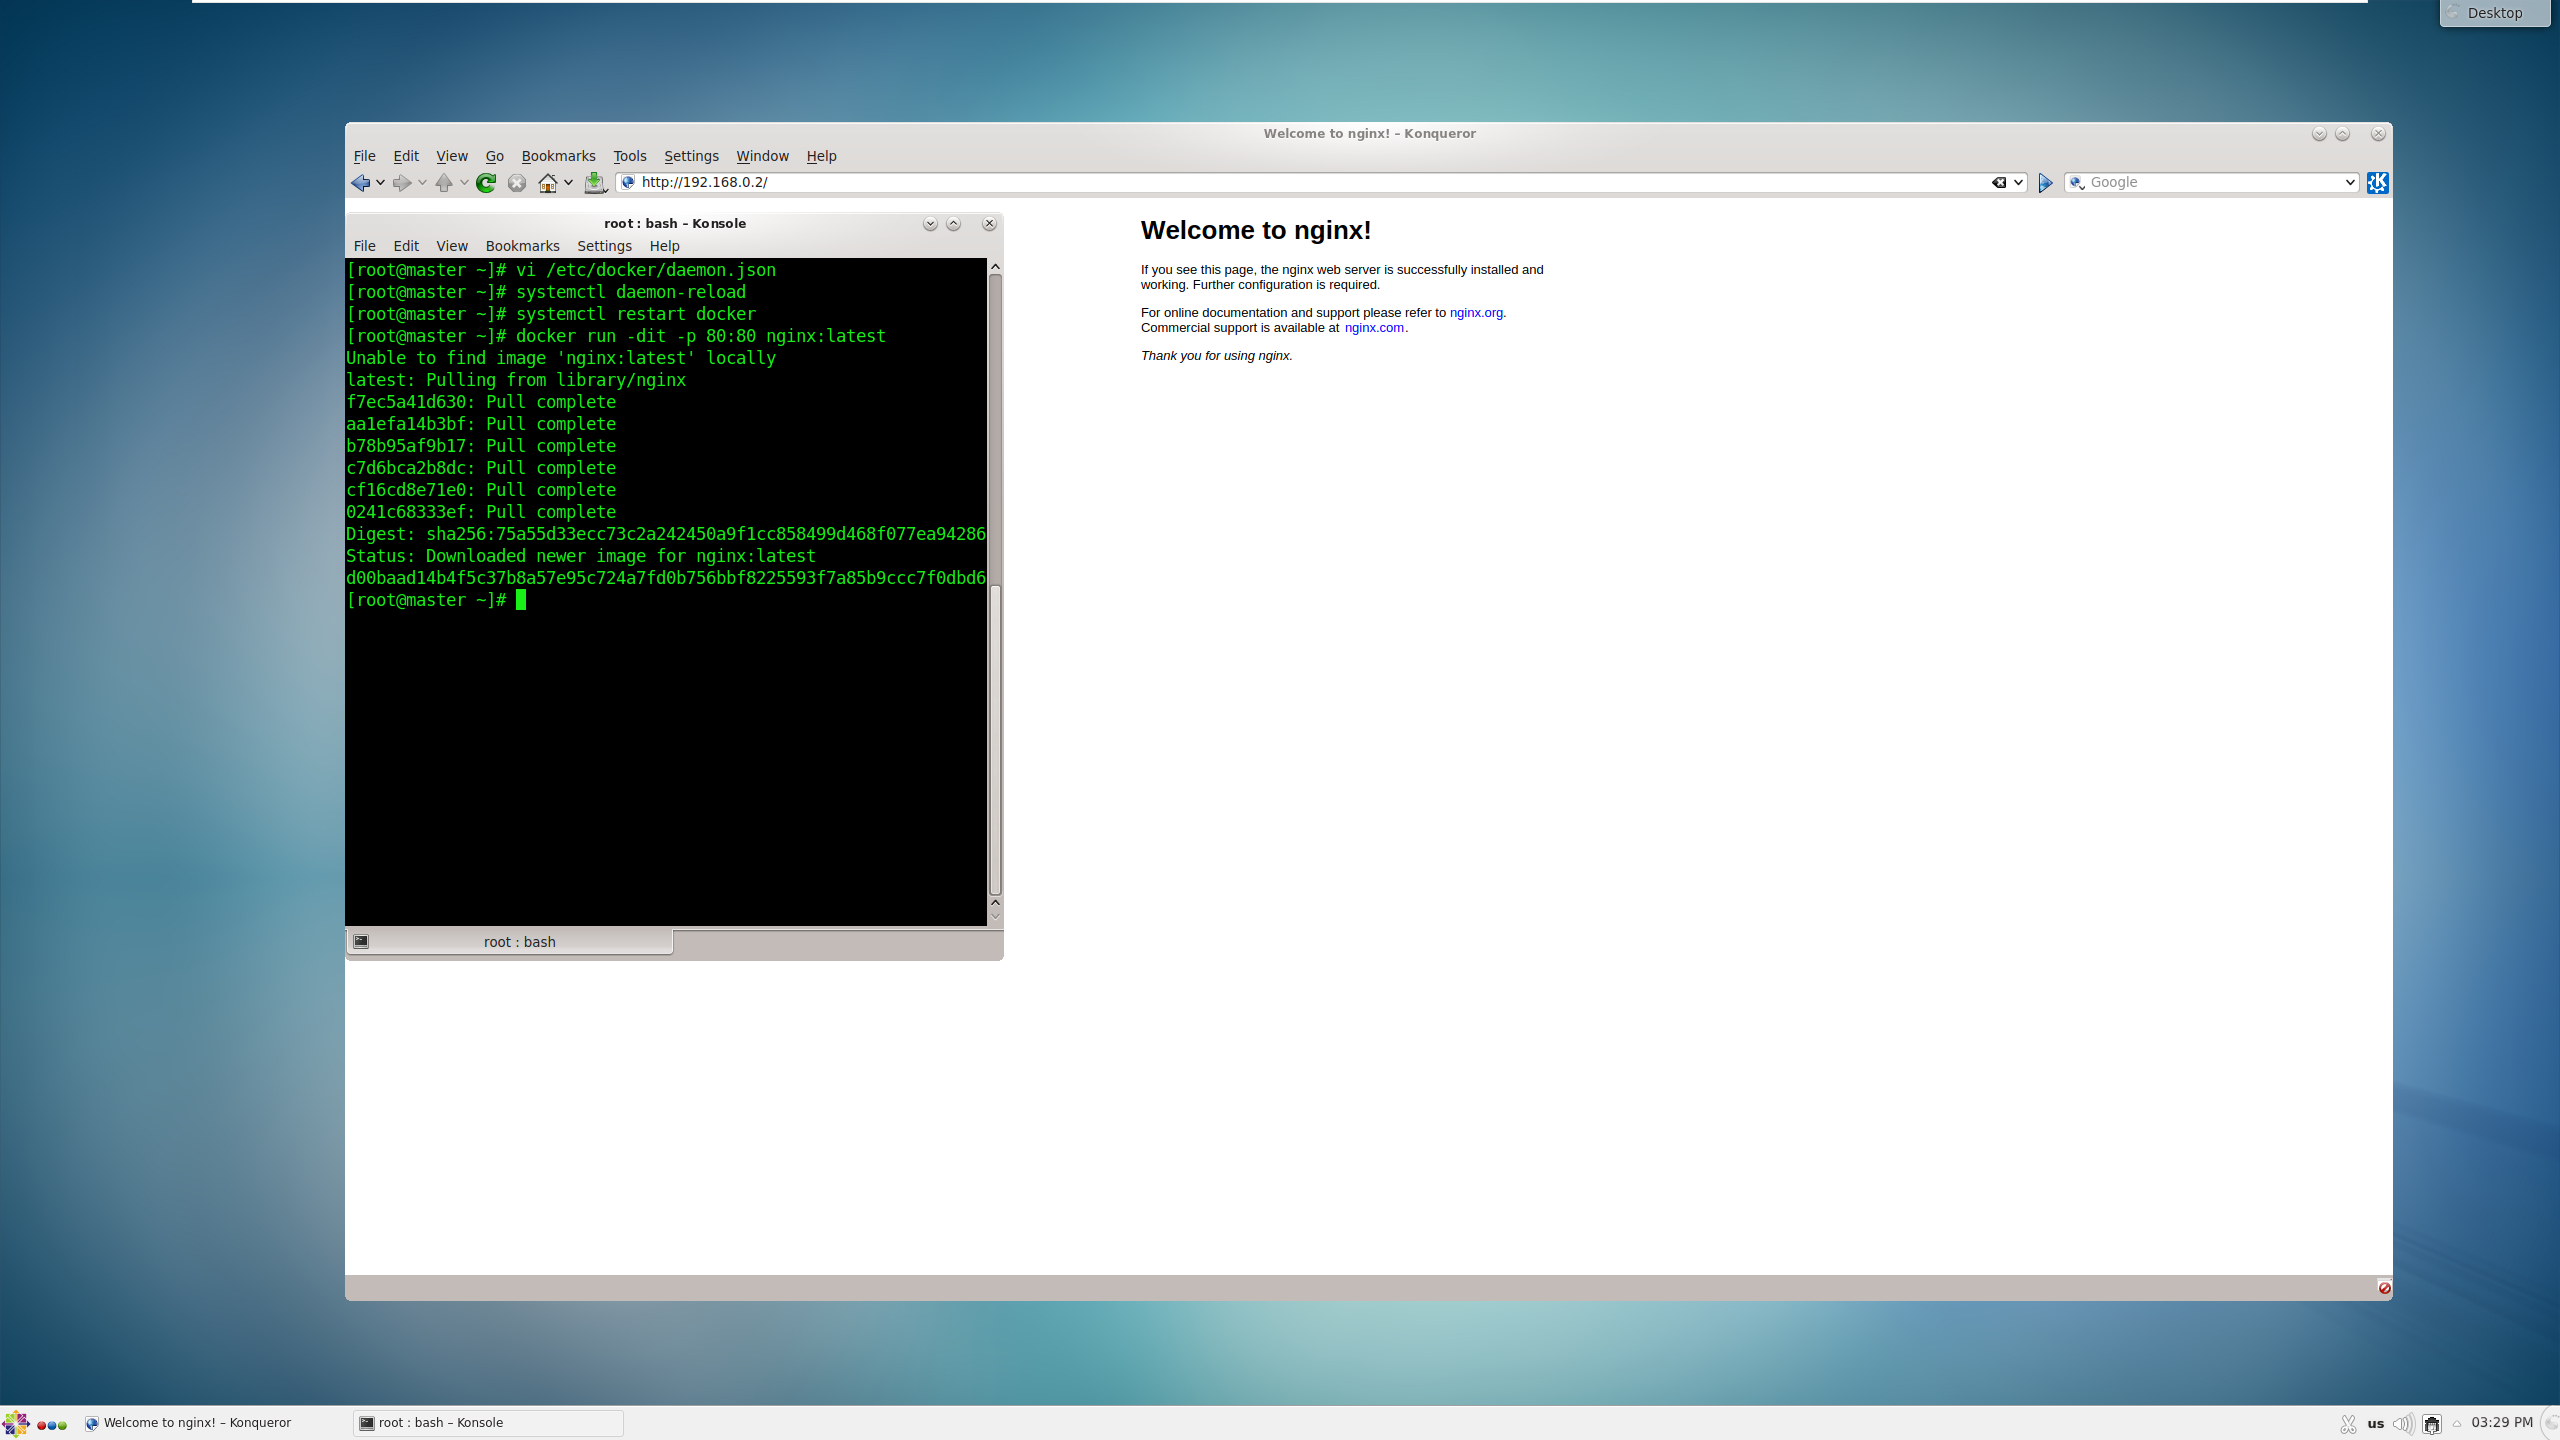 Desktop
Welcome to nginx! – Konqueror
File Edit View Go Bookmarks Tools Settings Window Help
http://192.168.0.2/ Google
root : bash – Konsole
File Edit View Bookmarks Settings Help
[root@master ~]# vi /etc/docker/daemon.json
[root@master ~]# systemctl daemon-reload
[root@master ~]# systemctl restart docker
[root@master ~]# docker run -dit -p 80:80 nginx:latest
Unable to find image 'nginx:latest' locally
latest: Pulling from library/nginx
f7ec5a41d630: Pull complete
aa1efa14b3bf: Pull complete
b78b95af9b17: Pull complete
c7d6bca2b8dc: Pull complete
cf16cd8e71e0: Pull complete
0241c68333ef: Pull complete
Digest: sha256:75a55d33ecc73c2a242450a9f1cc858499d468f077ea94286
Status: Downloaded newer image for nginx:latest
d00baad14b4f5c37b8a57e95c724a7fd0b756bbf8225593f7a85b9ccc7f0dbd6
[root@master ~]#
root : bash
Welcome to nginx!
If you see this page, the nginx web server is successfully installed and
working. Further configuration is required.
For online documentation and support please refer to nginx.org.
Commercial support is available at nginx.com.
Thank you for using nginx.
Welcome to nginx! – Konqueror
root : bash – Konsole
us
03:29 PM